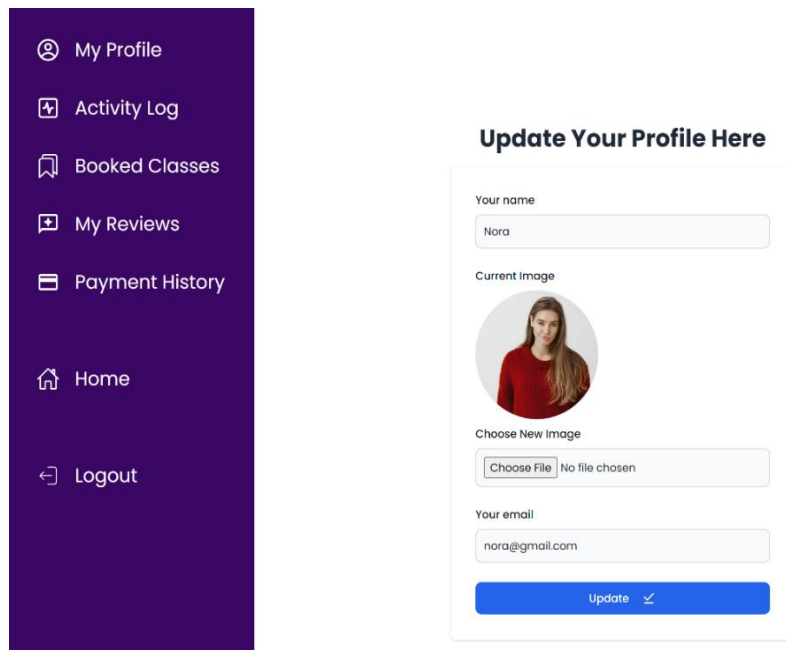 My Profile
Activity Log
Booked Classes
My Reviews
Payment History
Home
Logout
Update Your Profile Here
Your name
Nora
Current Image
Choose New Image
Choose File No file chosen
Your email
nora@gmail.com
Update